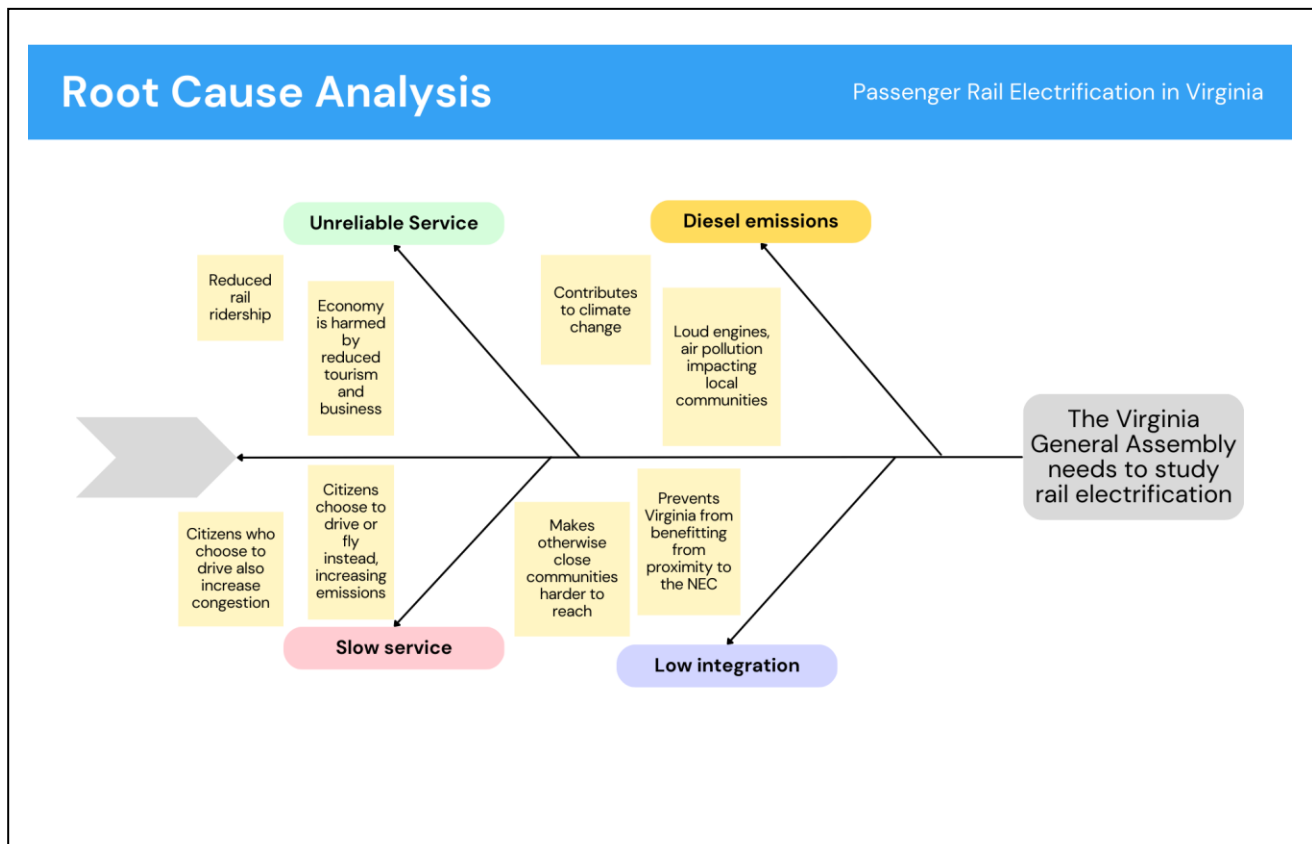 Root Cause Analysis
Passenger Rail Electrification in Virginia
Unreliable Service
Diesel emissions
Reduced
rail
ridership
Economy
is harmed
by
reduced
tourism
and
business
Contributes
to climate
change
Loud engines,
air pollution
impacting
local
communities
The Virginia
General Assembly
needs to study
rail electrification
Citizens who
choose to
drive also
increase
congestion
Citizens
choose to
drive or
fly
instead,
increasing
emissions
Makes
otherwise
close
communities
harder to
reach
Prevents
Virginia from
benefitting
from
proximity to
the NEC
Slow service
Low integration